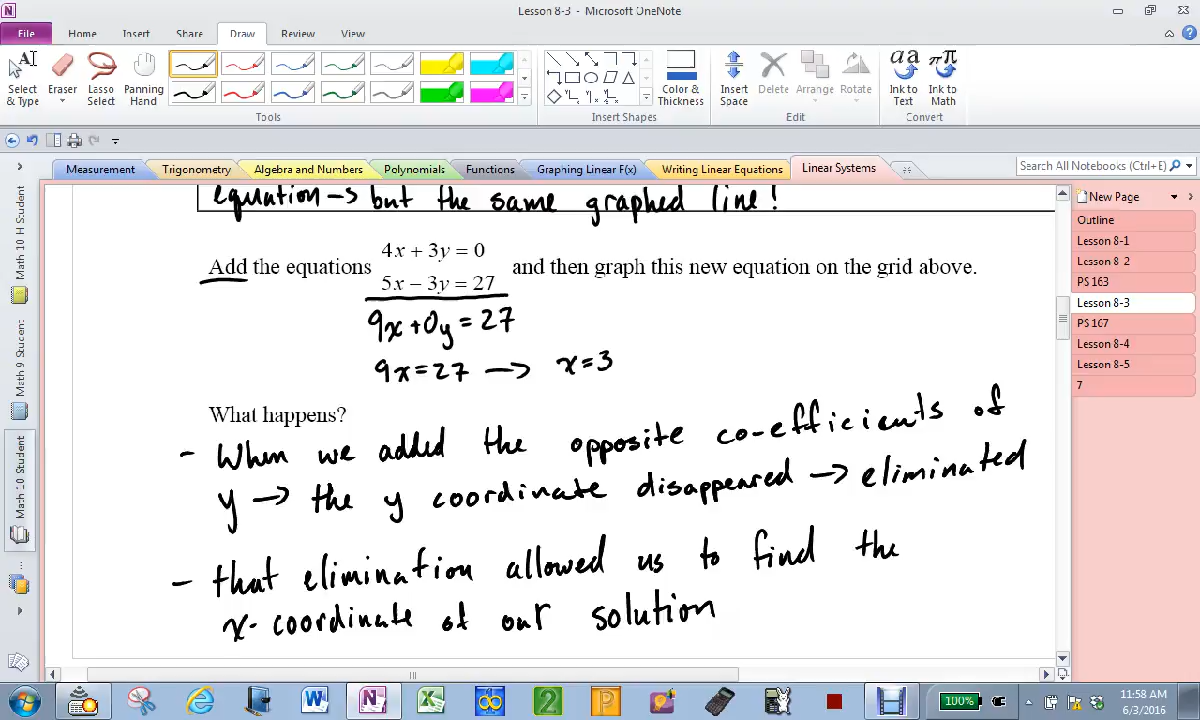 Lesson 8-3 - Microsoft OneNote
File Home Insert Share Draw Review View
Select & Type
Eraser
Lasso Select
Panning Hand
Color & Thickness
Insert Space
Delete
Arrange
Rotate
Ink to Text
Ink to Math
Tools
Insert Shapes
Edit
Convert
Measurement Trigonometry Algebra and Numbers Polynomials Functions Graphing Linear F(x) Writing Linear Equations Linear Systems
Search All Notebooks (Ctrl+E)
Math 10 H Student
Math 9 Student
Math 10 Student
equation → but the same graphed line!
4x + 3y = 0
Add the equations and then graph this new equation on the grid above.
5x − 3y = 27
9x + 0y = 27
9x = 27 → x = 3
What happens?
- When we added the opposite co-efficients of
y → the y coordinate disappeared → eliminated
- that elimination allowed us to find the
x-coordinate of our solution
New Page
Outline
Lesson 8-1
Lesson 8-2
PS 163
Lesson 8-3
PS 167
Lesson 8-4
Lesson 8-5
7
100%
11:58 AM
6/3/2016